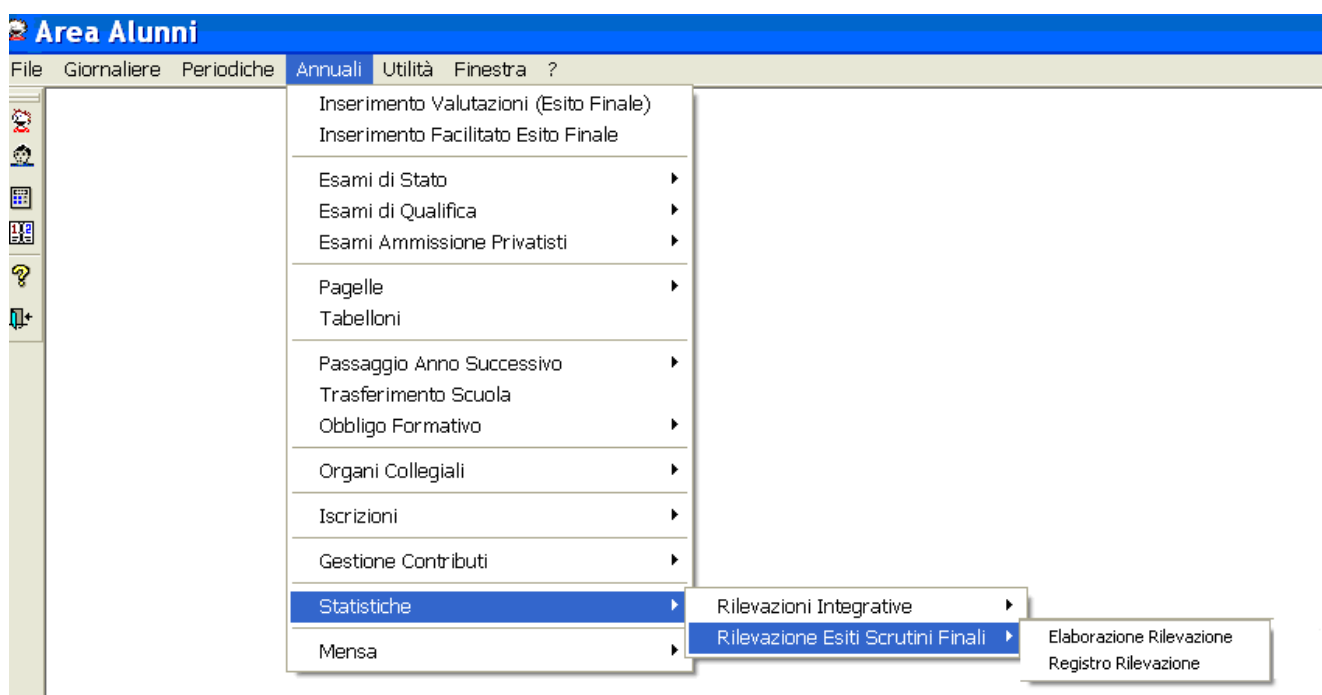 Area Alunni
File Giornaliere Periodiche Annuali Utilità Finestra ?
Inserimento Valutazioni (Esito Finale)
Inserimento Facilitato Esito Finale
Esami di Stato
Esami di Qualifica
Esami Ammissione Privatisti
Pagelle
Tabelloni
Passaggio Anno Successivo
Trasferimento Scuola
Obbligo Formativo
Organi Collegiali
Iscrizioni
Gestione Contributi
Statistiche
Mensa
Rilevazioni Integrative
Rilevazione Esiti Scrutini Finali
Elaborazione Rilevazione
Registro Rilevazione